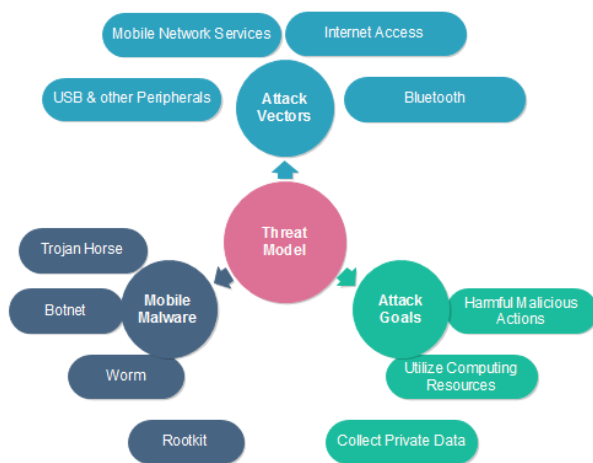 Mobile Network Services
Internet Access
USB & other Peripherals
Attack
Vectors
Bluetooth
Threat
Model
Trojan Horse
Botnet
Mobile
Malware
Worm
Rootkit
Attack
Goals
Harmful Malicious
Actions
Utilize Computing
Resources
Collect Private Data